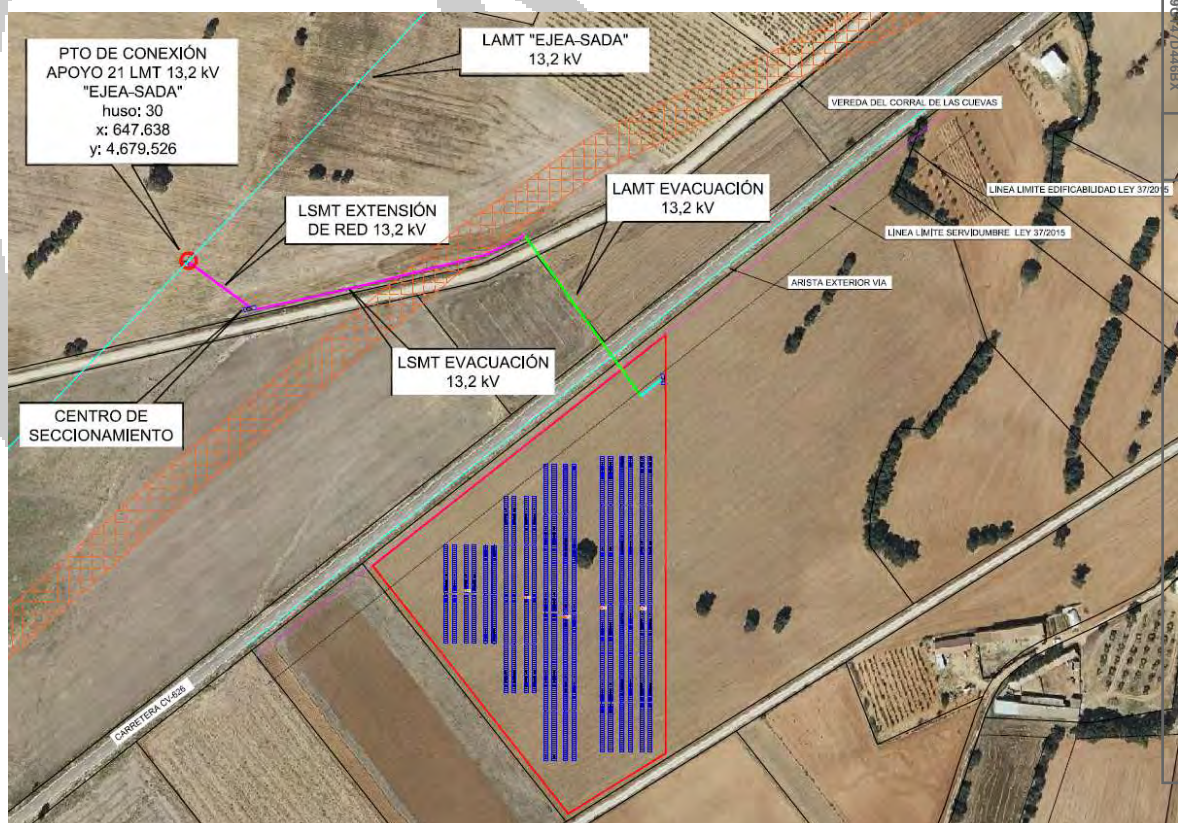 PTO DE CONEXIÓN
APOYO 21 LMT 13,2 kV
"EJEA-SADA"
huso: 30
x: 647.638
y: 4.679.526
LAMT "EJEA-SADA"
13,2 kV
VEREDA DEL CORRAL DE LAS CUEVAS
LSMT EXTENSIÓN
DE RED 13,2 kV
LAMT EVACUACIÓN
13,2 kV
LÍNEA LIMITE EDIFICABILIDAD LEY 37/2015
LÍNEA LÍMITE SERVIDUMBRE LEY 37/2015
ARISTA EXTERIOR VIA
LSMT EVACUACIÓN
13,2 kV
CENTRO DE
SECCIONAMIENTO
CARRETERA CV-626